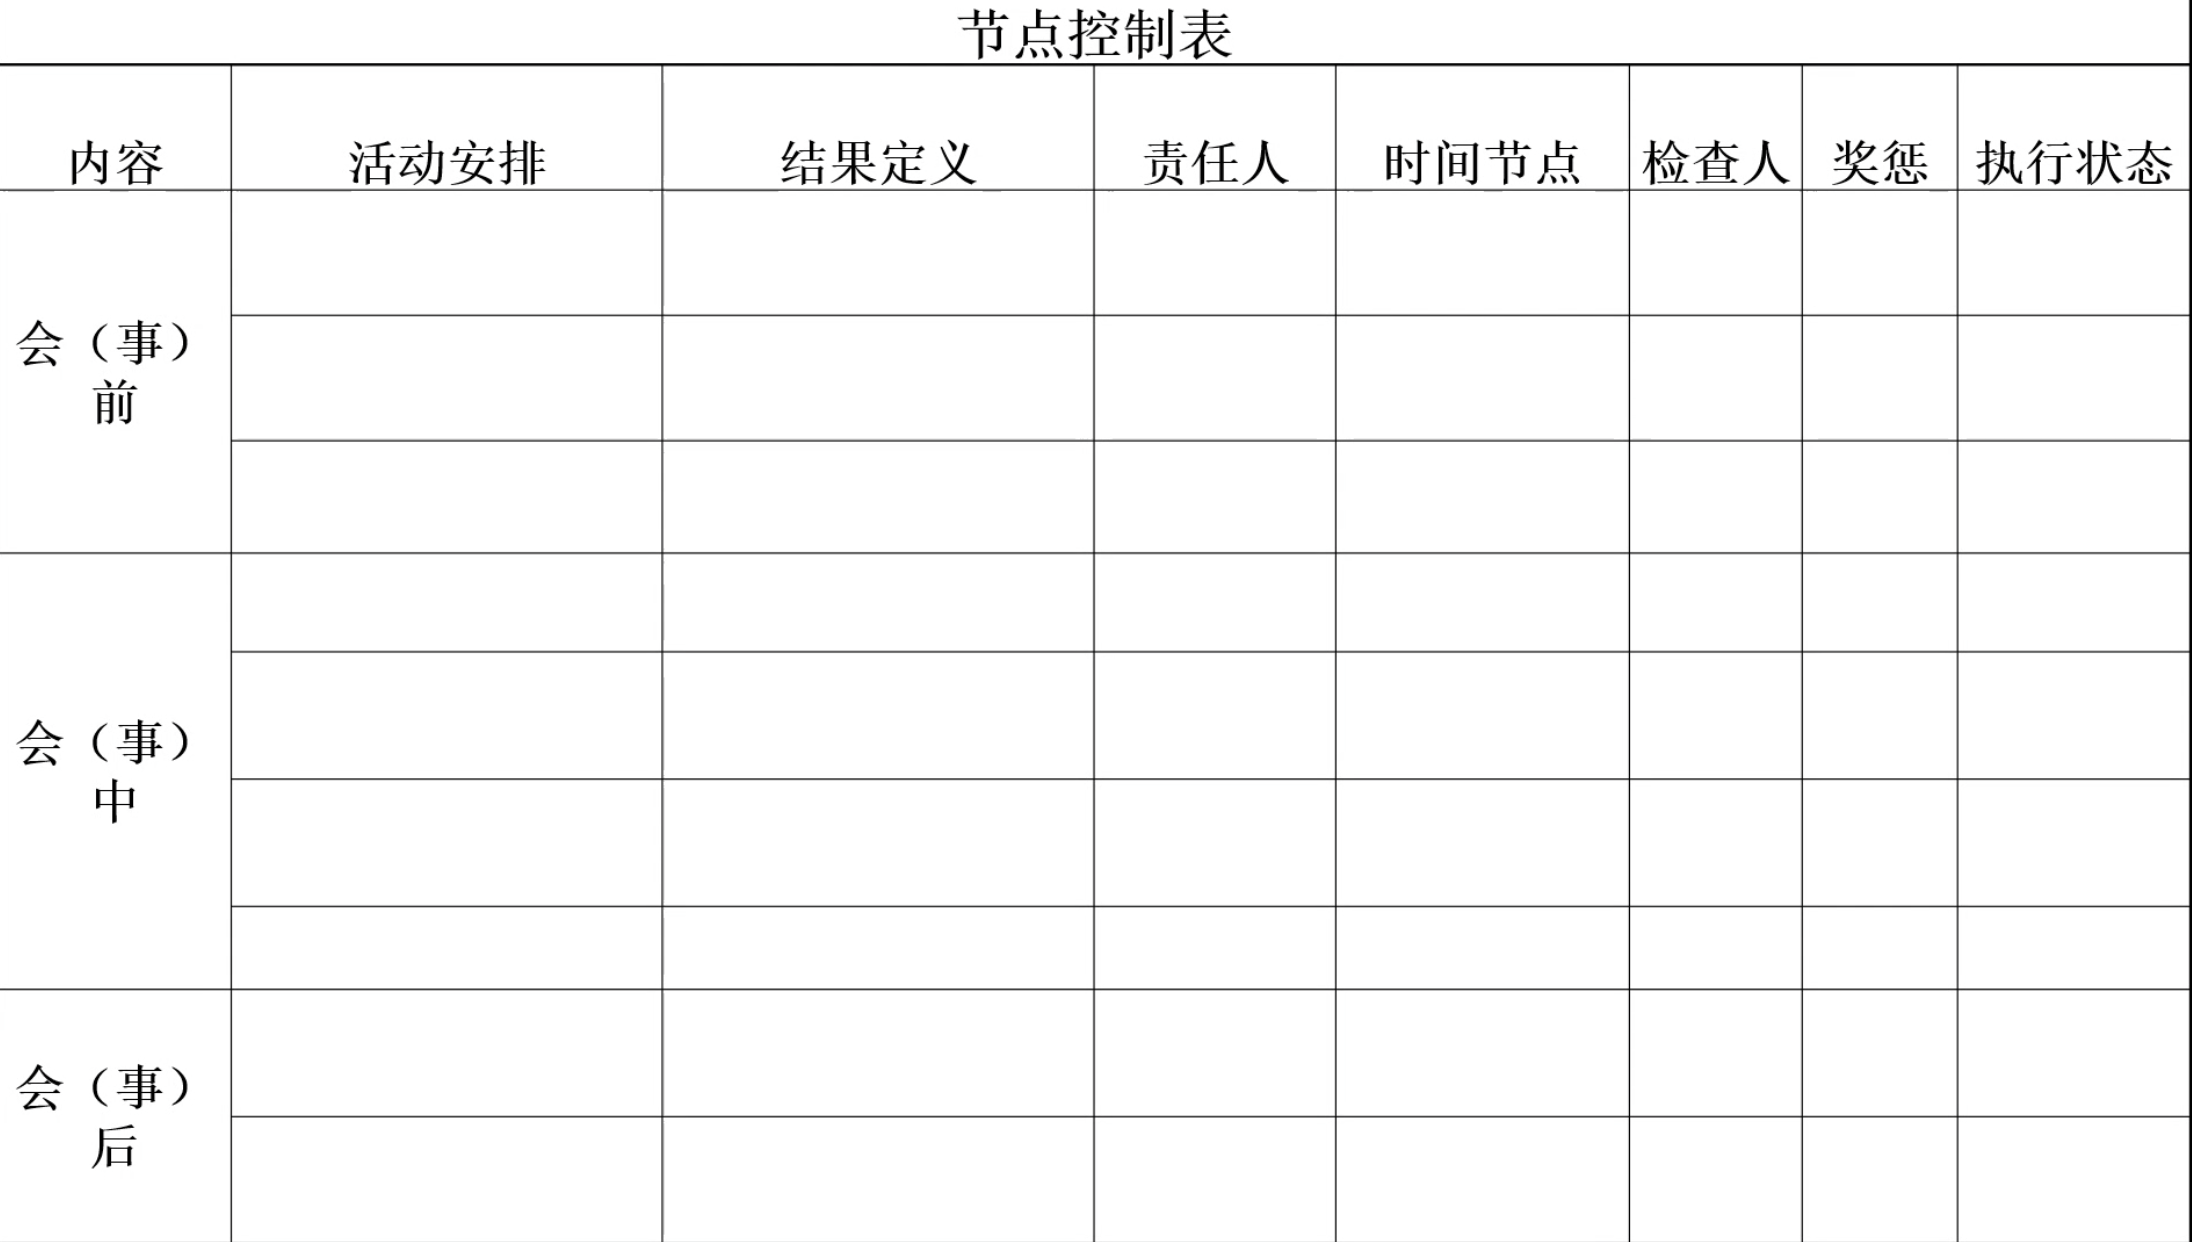 节点控制表
内容 活动安排 结果定义 责任人 时间节点 检查人 奖惩 执行状态
会（事）
前
会（事）
中
会（事）
后